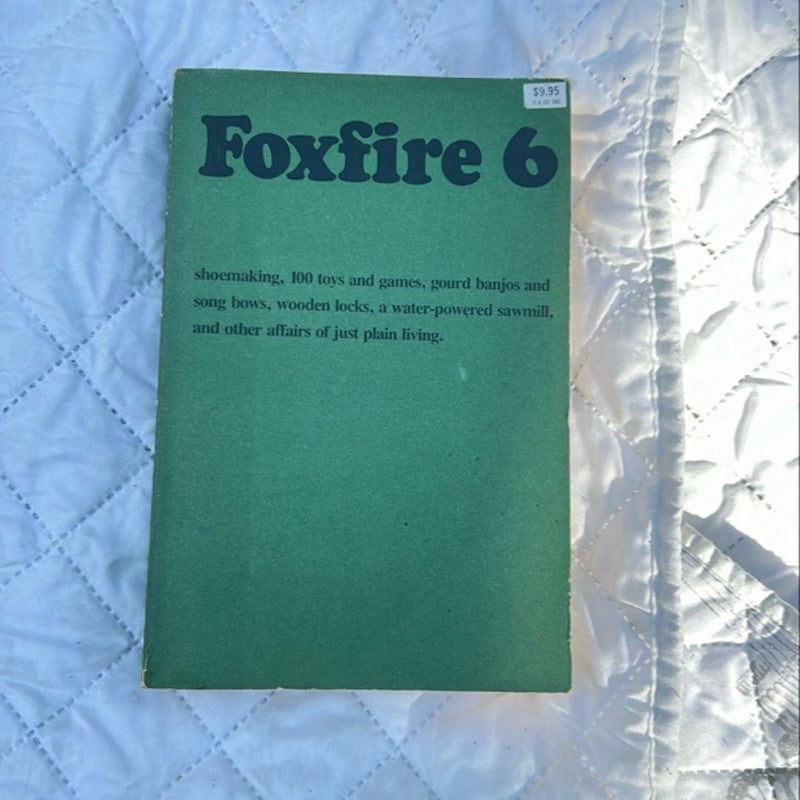 $9.95
Foxfire 6
shoemaking, 100 toys and games, gourd banjos and
song bows, wooden locks, a water-powered sawmill,
and other affairs of just plain living.